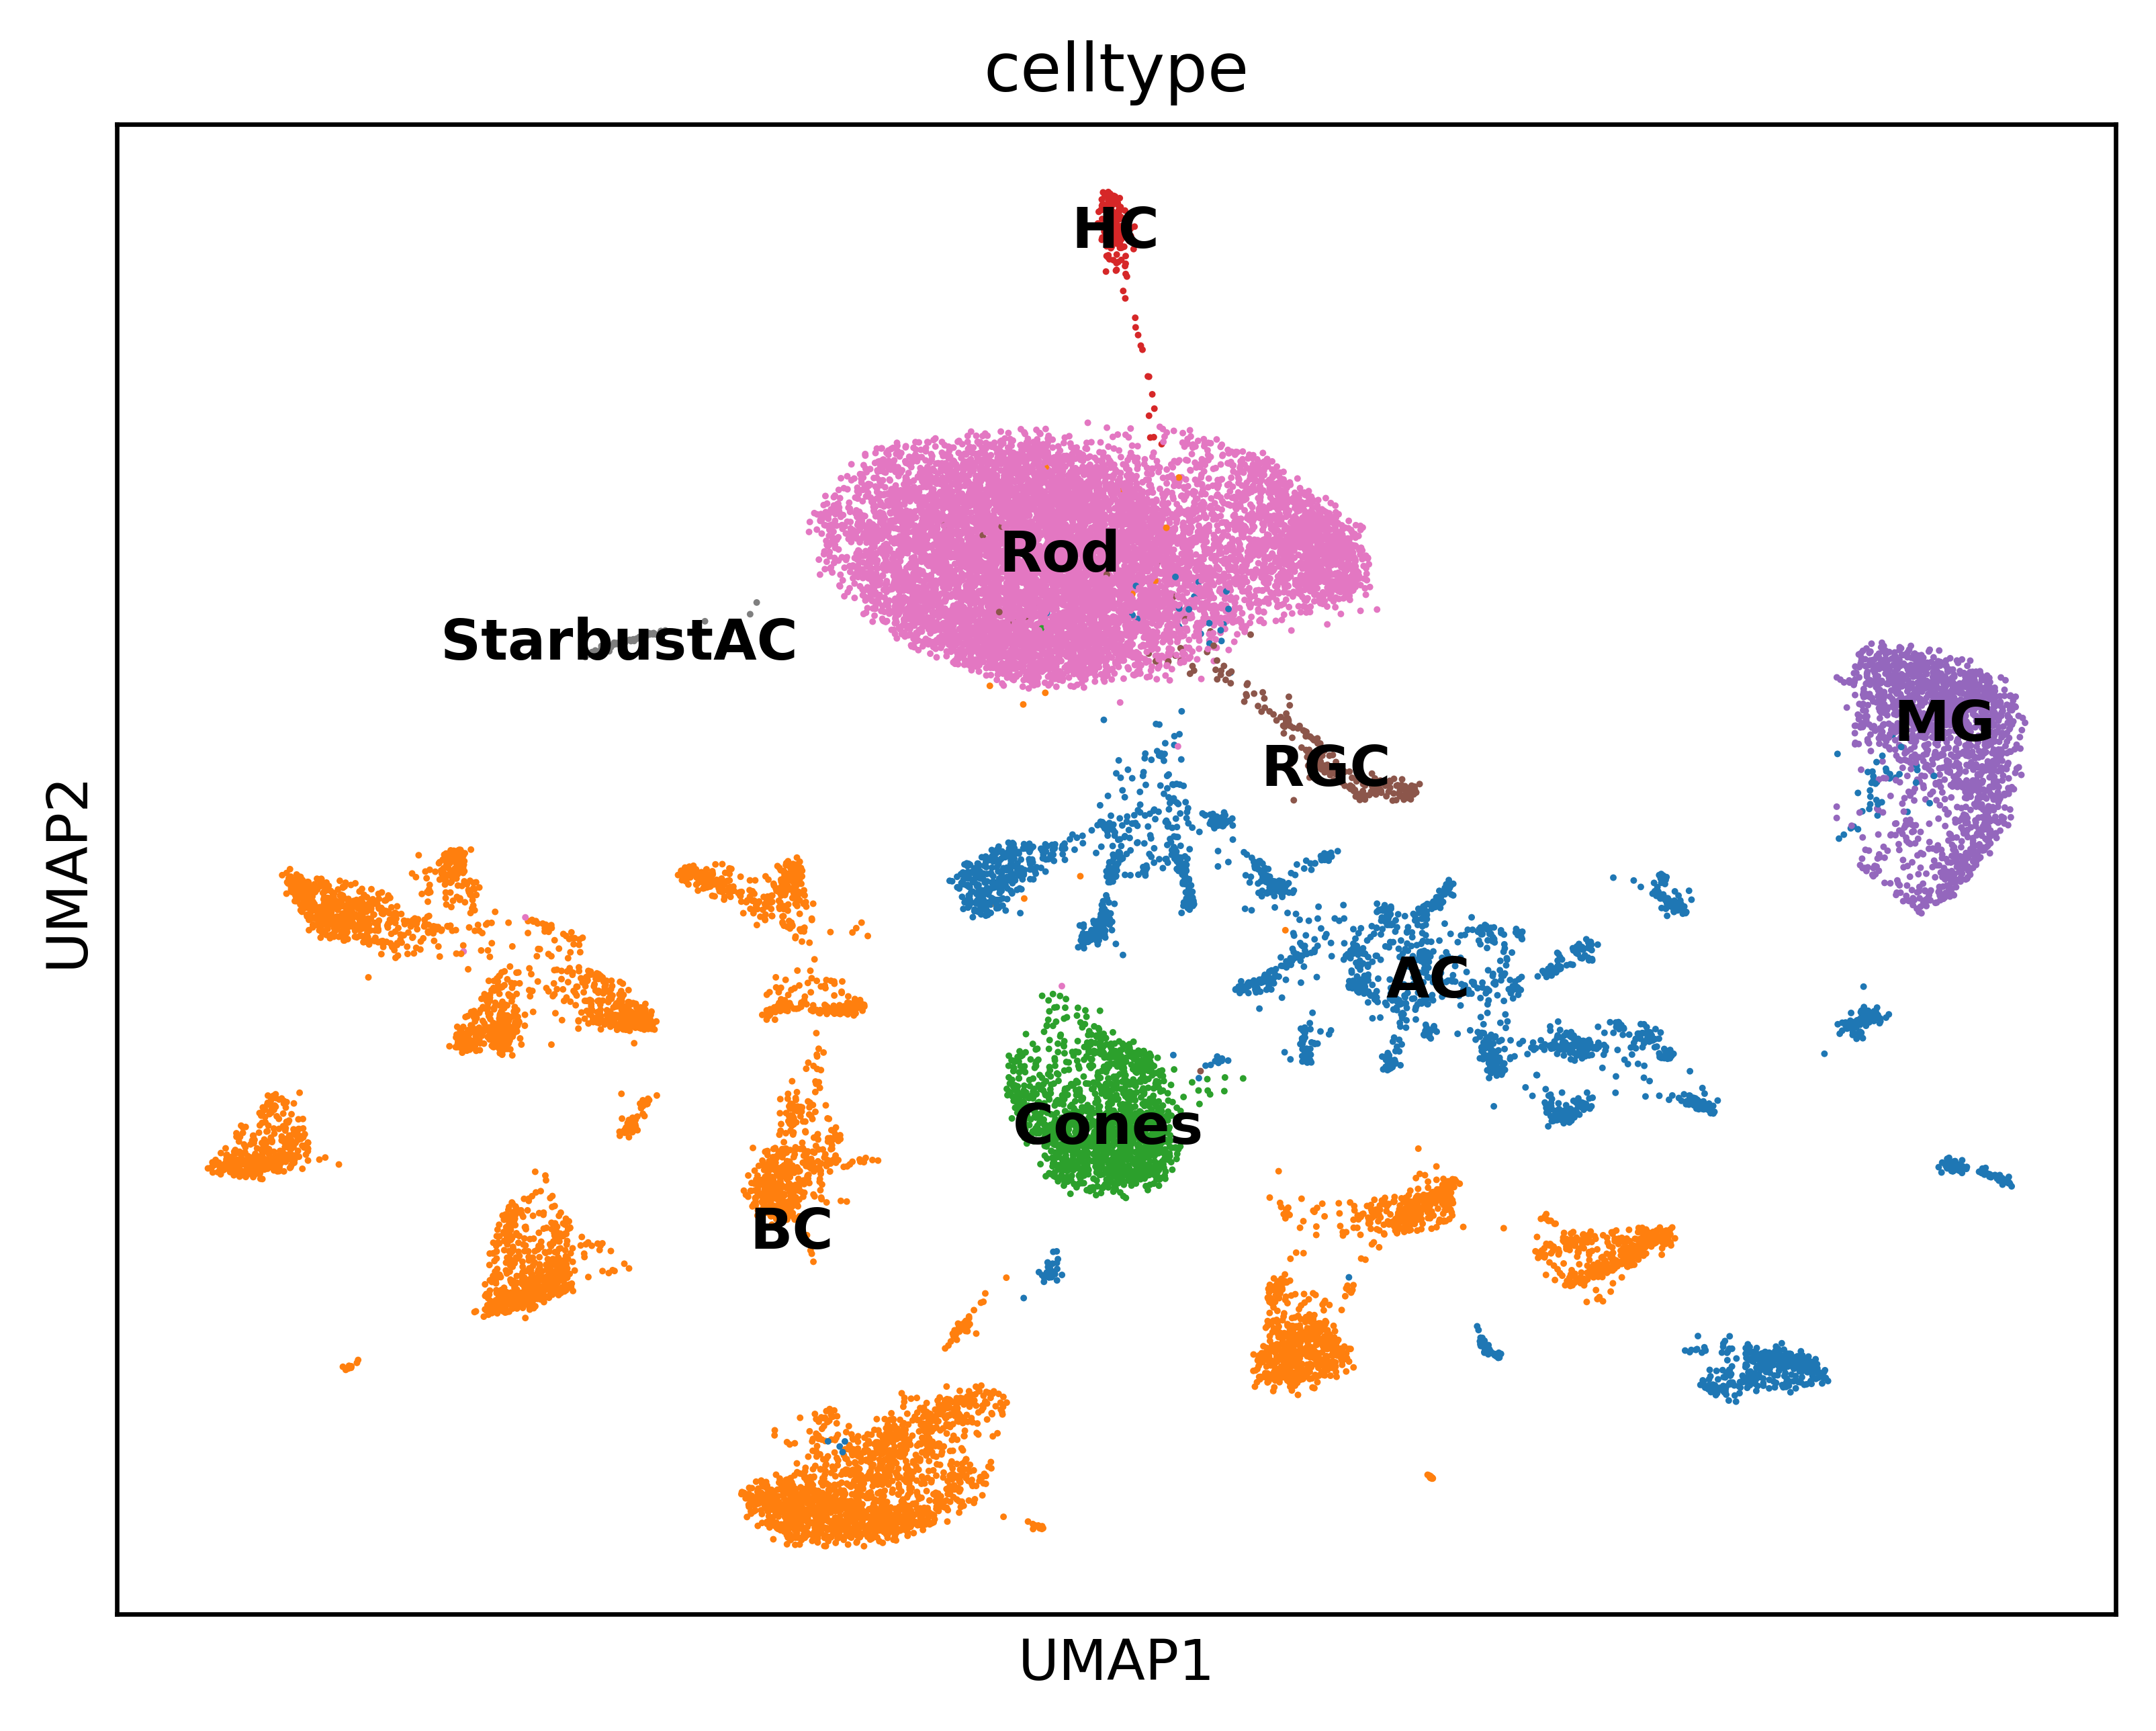 celltype
HC
Rod
StarbustAC
MG
RGC
AC
Cones
BC
UMAP2
UMAP1